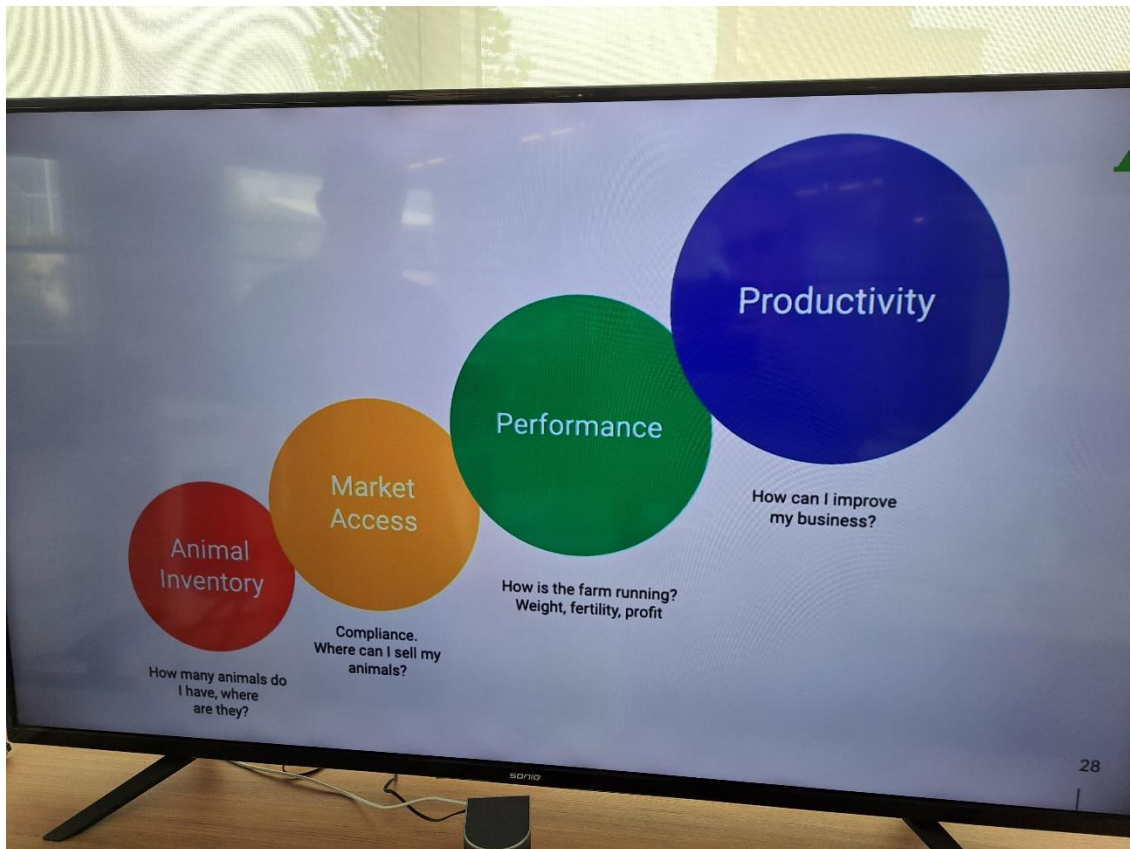 Productivity
How can I improve
my business?
Performance
How is the farm running?
Weight, fertility, profit
Market
Access
Compliance.
Where can I sell my
animals?
Animal
Inventory
How many animals do
I have, where
are they?
28
SONIQ